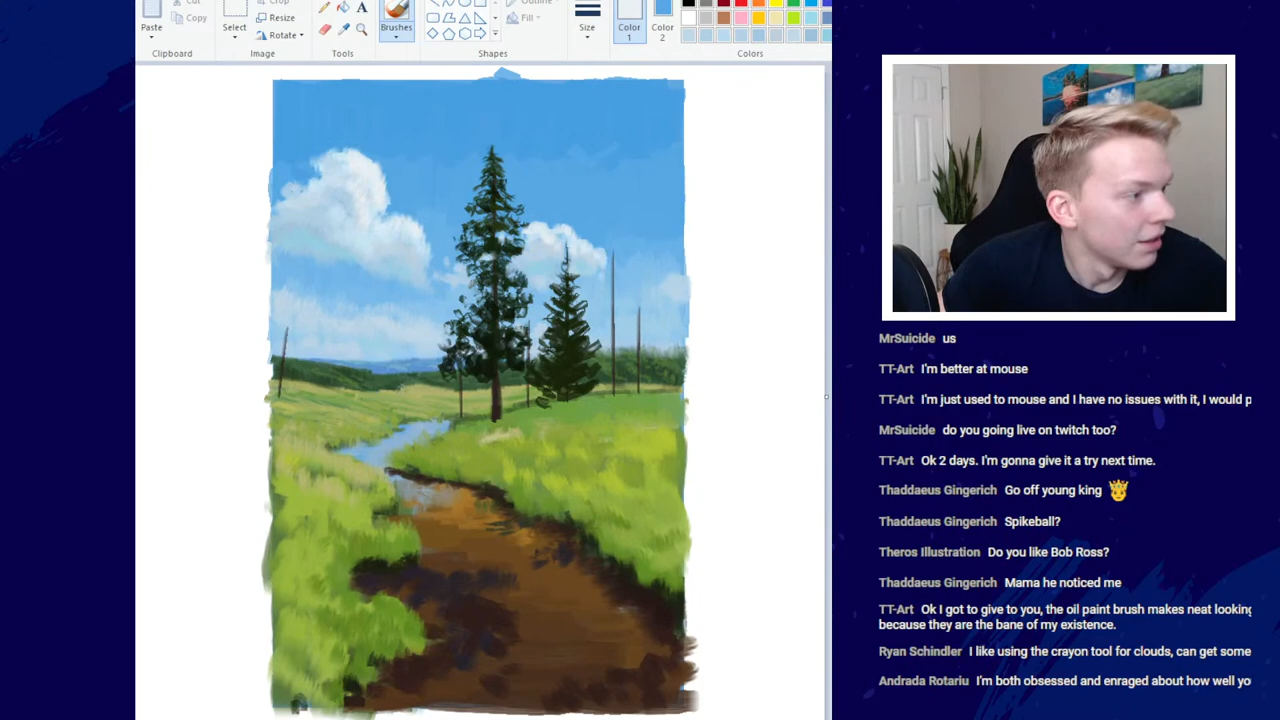 Cut
Crop
Copy
Resize
Rotate
Paste
Select
A
Brushes
Outline
Fill
Size
Color
1
Color
2
Clipboard
Image
Tools
Shapes
Colors
MrSuicide us
TT-Art I'm better at mouse
TT-Art I'm just used to mouse and I have no issues with it, I would p
MrSuicide do you going live on twitch too?
TT-Art Ok 2 days. I'm gonna give it a try next time.
Thaddaeus Gingerich Go off young king
Thaddaeus Gingerich Spikeball?
Theros Illustration Do you like Bob Ross?
Thaddaeus Gingerich Mama he noticed me
TT-Art Ok I got to give to you, the oil paint brush makes neat looking
because they are the bane of my existence.
Ryan Schindler I like using the crayon tool for clouds, can get some
Andrada Rotariu I'm both obsessed and enraged about how well yo